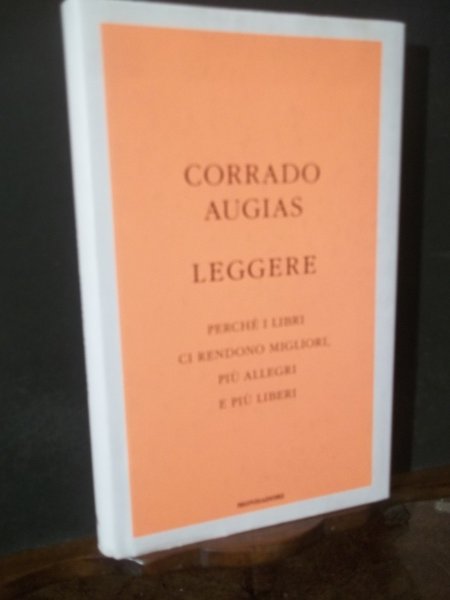 CORRADO
AUGIAS
LEGGERE
PERCHÉ I LIBRI
CI RENDONO MIGLIORI,
PIÙ ALLEGRI
E PIÙ LIBERI
MONDADORI